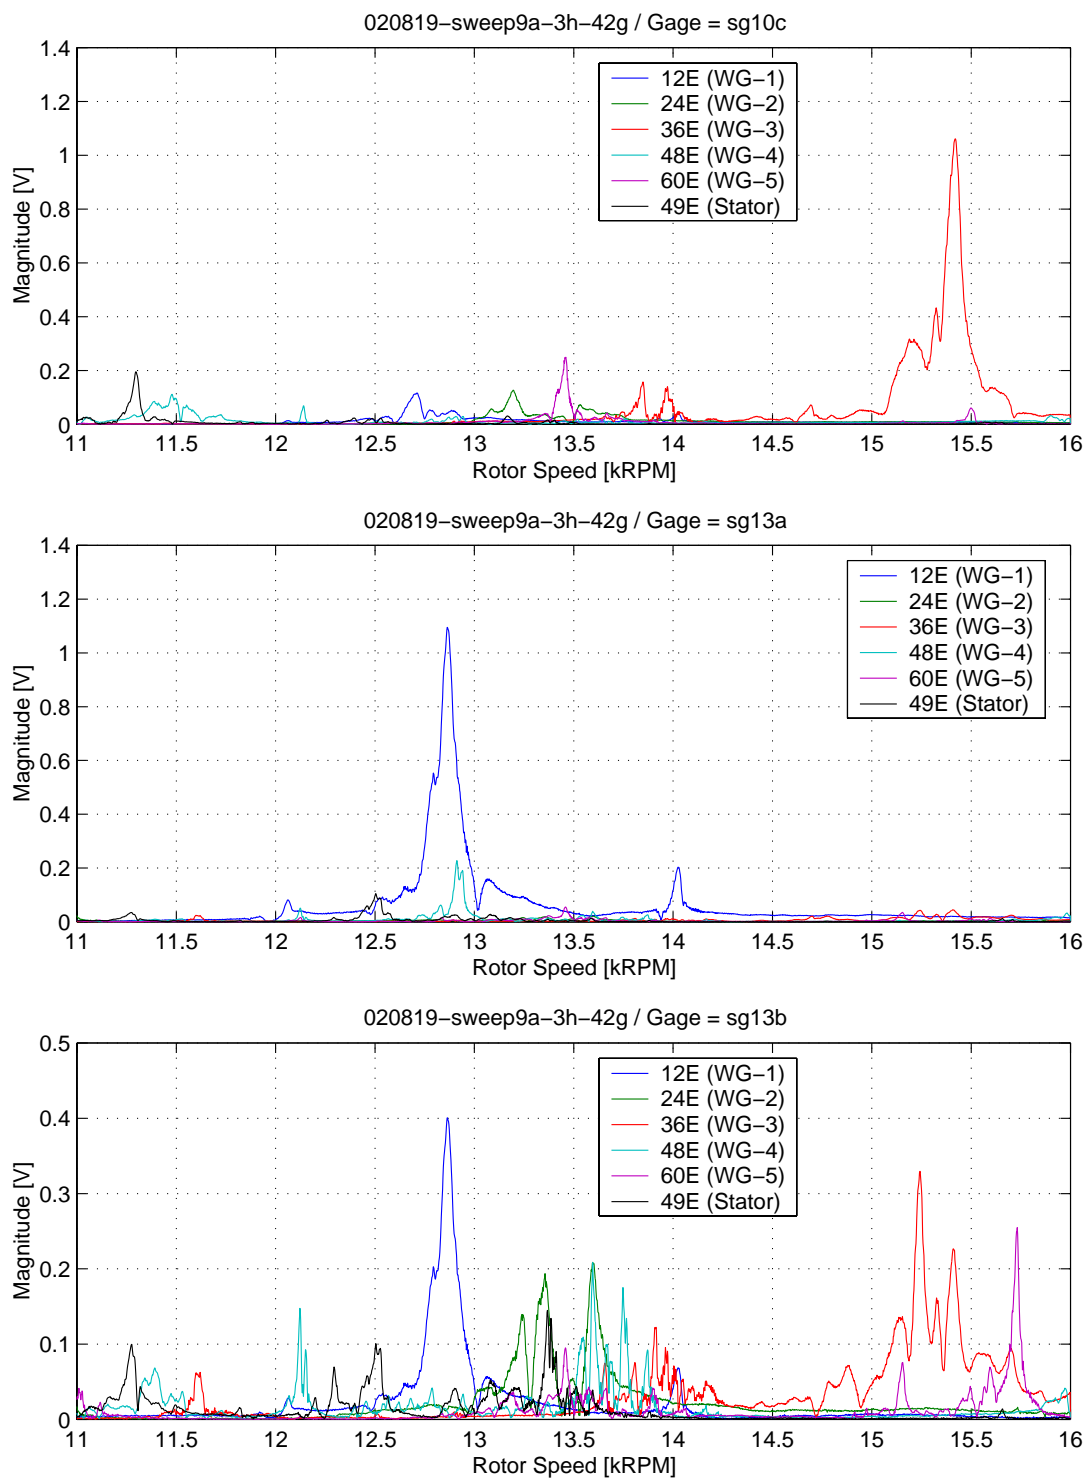 020819-sweep9a-3h-42g / Gage = sg10c
1.4
1.2
1
0.8
0.6
0.4
0.2
0
Magnitude [V]
12E (WG-1)
24E (WG-2)
36E (WG-3)
48E (WG-4)
60E (WG-5)
49E (Stator)
11 11.5 12 12.5 13 13.5 14 14.5 15 15.5 16
Rotor Speed [kRPM]
020819-sweep9a-3h-42g / Gage = sg13a
1.4
1.2
1
0.8
0.6
0.4
0.2
0
Magnitude [V]
12E (WG-1)
24E (WG-2)
36E (WG-3)
48E (WG-4)
60E (WG-5)
49E (Stator)
11 11.5 12 12.5 13 13.5 14 14.5 15 15.5 16
Rotor Speed [kRPM]
020819-sweep9a-3h-42g / Gage = sg13b
0.5
0.4
0.3
0.2
0.1
0
Magnitude [V]
12E (WG-1)
24E (WG-2)
36E (WG-3)
48E (WG-4)
60E (WG-5)
49E (Stator)
11 11.5 12 12.5 13 13.5 14 14.5 15 15.5 16
Rotor Speed [kRPM]